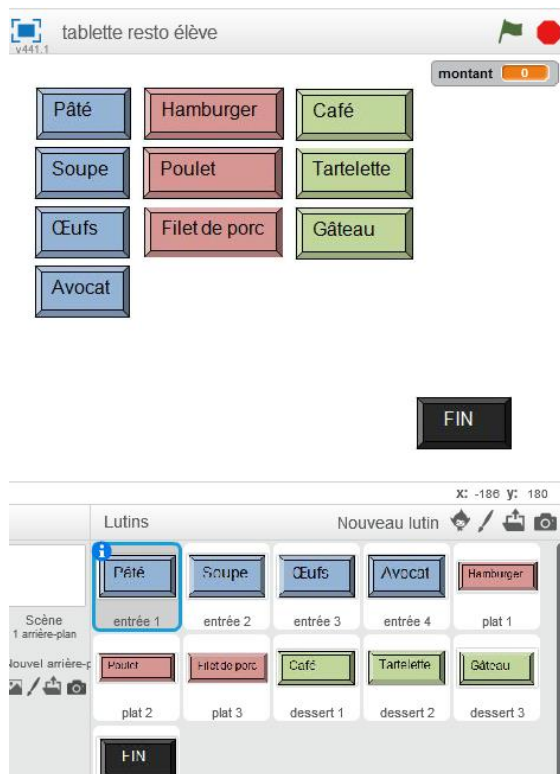 tablette resto élève
v441.1
montant 0
Pâté Hamburger Café
Soupe Poulet Tartelette
Œufs Filet de porc Gâteau
Avocat
FIN
X: -186 y: 180
Lutins Nouveau lutin
Pâté Soupe Œufs Avocat Hamburger
entrée 1 entrée 2 entrée 3 entrée 4 plat 1
Scène
1 arrière-plan
Nouvel arrière-p
Poulet Filet de porc Café Tartelette Gâteau
plat 2 plat 3 dessert 1 dessert 2 dessert 3
FIN